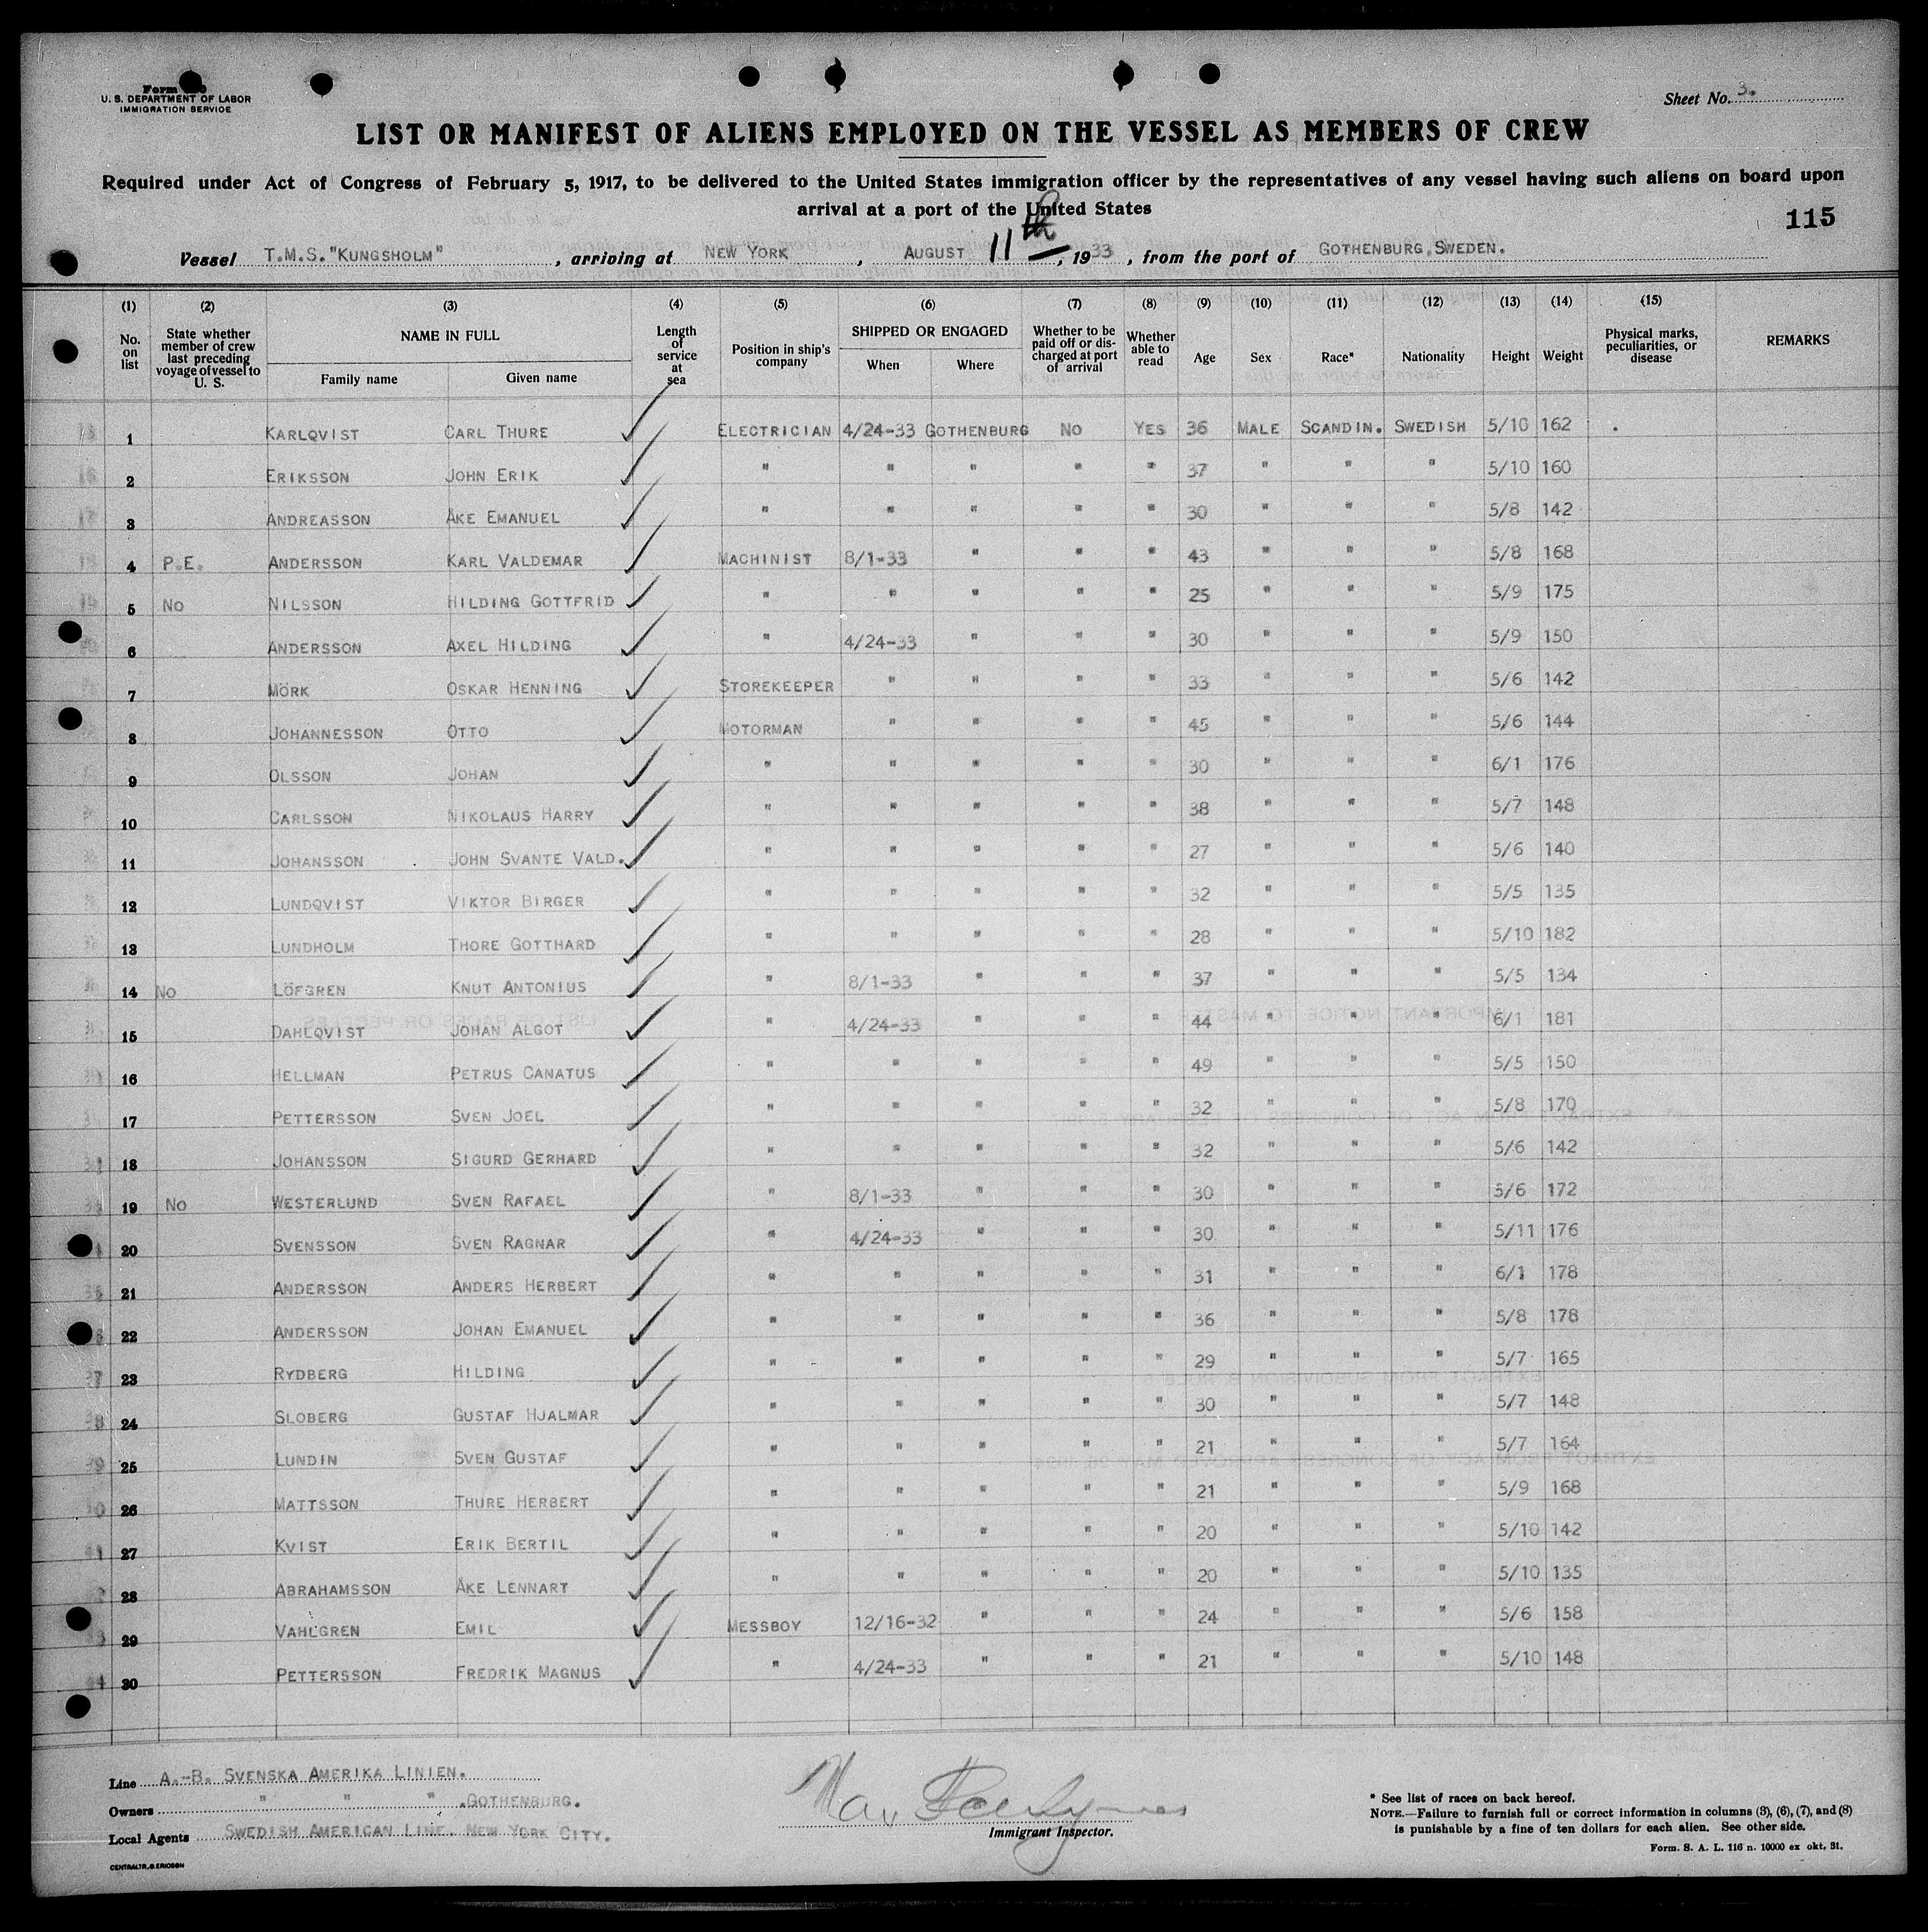 Form
U. S. DEPARTMENT OF LABOR
IMMIGRATION SERVICE
Sheet No. 3.
LIST OR MANIFEST OF ALIENS EMPLOYED ON THE VESSEL AS MEMBERS OF CREW
Required under Act of Congress of February 5, 1917, to be delivered to the United States immigration officer by the representatives of any vessel having such aliens on board upon
arrival at a port of the United States
115
Vessel T.M.S. "KUNGSHOLM", arriving at NEW YORK, AUGUST 11th, 1933, from the port of GOTHENBURG, SWEDEN.
(1) (2) (3) (4) (5) (6) (7) (8) (9) (10) (11) (12) (13) (14) (15)
No. on list | State whether member of crew last preceding voyage of vessel to U. S. | NAME IN FULL Family name Given name | Length of service at sea | Position in ship's company | SHIPPED OR ENGAGED When Where | Whether to be paid off or discharged at port of arrival | Whether able to read | Age | Sex | Race* | Nationality | Height | Weight | Physical marks, peculiarities, or disease | REMARKS
1 KARLQVIST CARL THURE ✓ ELECTRICIAN 4/24-33 GOTHENBURG NO YES 36 MALE SCANDIN. SWEDISH 5/10 162
2 ERIKSSON JOHN ERIK ✓ " " " " " 37 " " " 5/10 160
3 ANDREASSON ÅKE EMANUEL ✓ " " " " " 30 " " " 5/8 142
4 P.E. ANDERSSON KARL VALDEMAR ✓ MACHINIST 8/1-33 " " " 43 " " " 5/8 168
5 NO NILSSON HILDING GOTTFRID ✓ " " " " " 25 " " " 5/9 175
6 ANDERSSON AXEL HILDING ✓ " 4/24-33 " " " 30 " " " 5/9 150
7 MÖRK OSKAR HENNING ✓ STOREKEEPER " " " " 33 " " " 5/6 142
8 JOHANNESSON OTTO ✓ MOTORMAN " " " " 45 " " " 5/6 144
9 OLSSON JOHAN ✓ " " " " " 30 " " " 6/1 176
10 CARLSSON NIKOLAUS HARRY ✓ " " " " " 38 " " " 5/7 148
11 JOHANSSON JOHN SVANTE VALD. ✓ " " " " " 27 " " " 5/6 140
12 LUNDQVIST VIKTOR BIRGER ✓ " " " " " 32 " " " 5/5 135
13 LUNDHOLM THORE GOTTHARD ✓ " " " " " 28 " " " 5/10 182
14 NO LÖFGREN KNUT ANTONIUS ✓ " 8/1-33 " " " 37 " " " 5/5 134
15 DAHLQVIST JOHAN ALGOT ✓ " 4/24-33 " " " 44 " " " 6/1 181
16 HELLMAN PETRUS CANATUS ✓ " " " " " 49 " " " 5/5 150
17 PETTERSSON SVEN JOEL ✓ " " " " " 32 " " " 5/8 170
18 JOHANSSON SIGURD GERHARD ✓ " " " " " 32 " " " 5/6 142
19 NO WESTERLUND SVEN RAFAEL ✓ " 8/1-33 " " " 30 " " " 5/6 172
20 SVENSSON SVEN RAGNAR ✓ " 4/24-33 " " " 30 " " " 5/11 176
21 ANDERSSON ANDERS HERBERT ✓ " " " " " 31 " " " 6/1 178
22 ANDERSSON JOHAN EMANUEL ✓ " " " " " 36 " " " 5/8 178
23 RYDBERG HILDING ✓ " " " " " 29 " " " 5/7 165
24 SLOBERG GUSTAF HJALMAR ✓ " " " " " 30 " " " 5/7 148
25 LUNDIN SVEN GUSTAF ✓ " " " " " 21 " " " 5/7 164
26 MATTSSON THURE HERBERT ✓ " " " " " 21 " " " 5/9 168
27 KVIST ERIK BERTIL ✓ " " " " " 20 " " " 5/10 142
28 ABRAHAMSSON ÅKE LENNART ✓ " " " " " 20 " " " 5/10 135
29 VAHLGREN EMIL ✓ MESSBOY 12/16-32 " " " 24 " " " 5/6 158
30 PETTERSSON FREDRIK MAGNUS ✓ " 4/24-33 " " " 21 " " " 5/10 148
Line A.-B. SVENSKA AMERIKA LINIEN.
Owners " " " GOTHENBURG.
Local Agents SWEDISH AMERICAN LINE. NEW YORK CITY.
CENTRALTR. G. ERICSON
Immigrant Inspector.
* See list of races on back hereof.
NOTE.—Failure to furnish full or correct information in columns (3), (6), (7), and (8)
is punishable by a fine of ten dollars for each alien. See other side.
Form. S. A. L. 116 n. 10000 ex okt. 31.